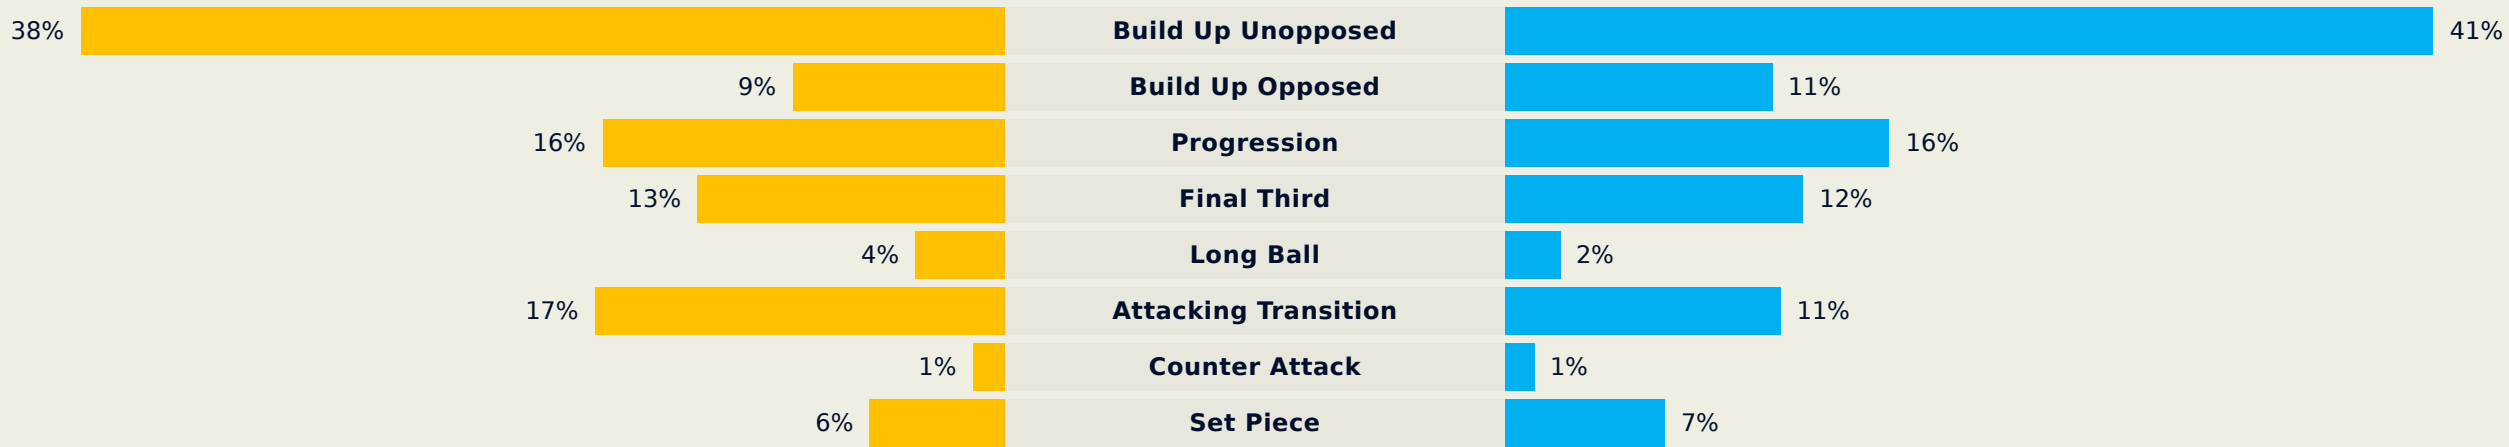 38% Build Up Unopposed 41%
9% Build Up Opposed 11%
16% Progression 16%
13% Final Third 12%
4% Long Ball 2%
17% Attacking Transition 11%
1% Counter Attack 1%
6% Set Piece 7%